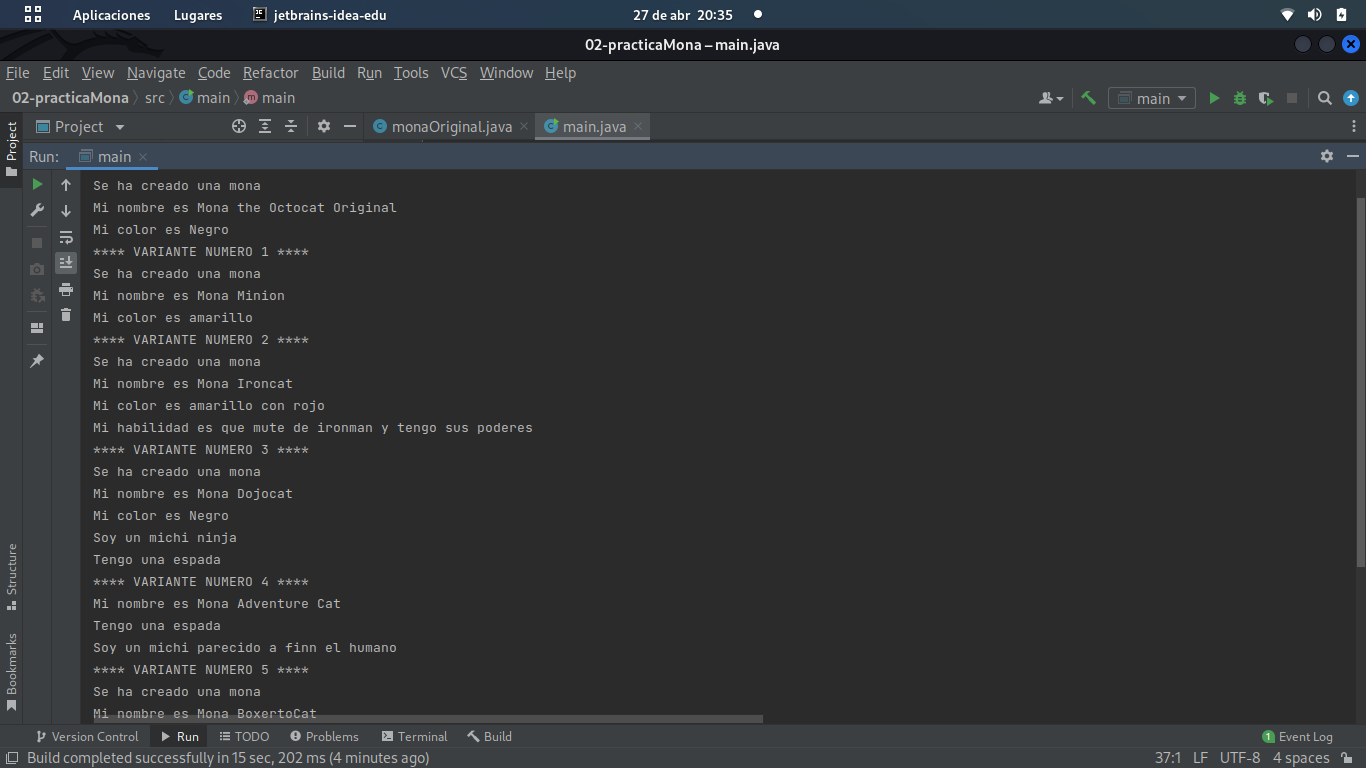 Aplicaciones Lugares jetbrains-idea-edu 27 de abr 20:35
02-practicaMona – main.java
File Edit View Navigate Code Refactor Build Run Tools VCS Window Help
02-practicaMona src main main main
Project monaOriginal.java main.java
Project
Run: main
Se ha creado una mona
Mi nombre es Mona the Octocat Original
Mi color es Negro
**** VARIANTE NUMERO 1 ****
Se ha creado una mona
Mi nombre es Mona Minion
Mi color es amarillo
**** VARIANTE NUMERO 2 ****
Se ha creado una mona
Mi nombre es Mona Ironcat
Mi color es amarillo con rojo
Mi habilidad es que mute de ironman y tengo sus poderes
**** VARIANTE NUMERO 3 ****
Se ha creado una mona
Mi nombre es Mona Dojocat
Mi color es Negro
Soy un michi ninja
Tengo una espada
**** VARIANTE NUMERO 4 ****
Mi nombre es Mona Adventure Cat
Tengo una espada
Soy un michi parecido a finn el humano
**** VARIANTE NUMERO 5 ****
Se ha creado una mona
Mi nombre es Mona BoxertoCat
Structure
Bookmarks
Version Control Run TODO Problems Terminal Build 1 Event Log
Build completed successfully in 15 sec, 202 ms (4 minutes ago) 37:1 LF UTF-8 4 spaces